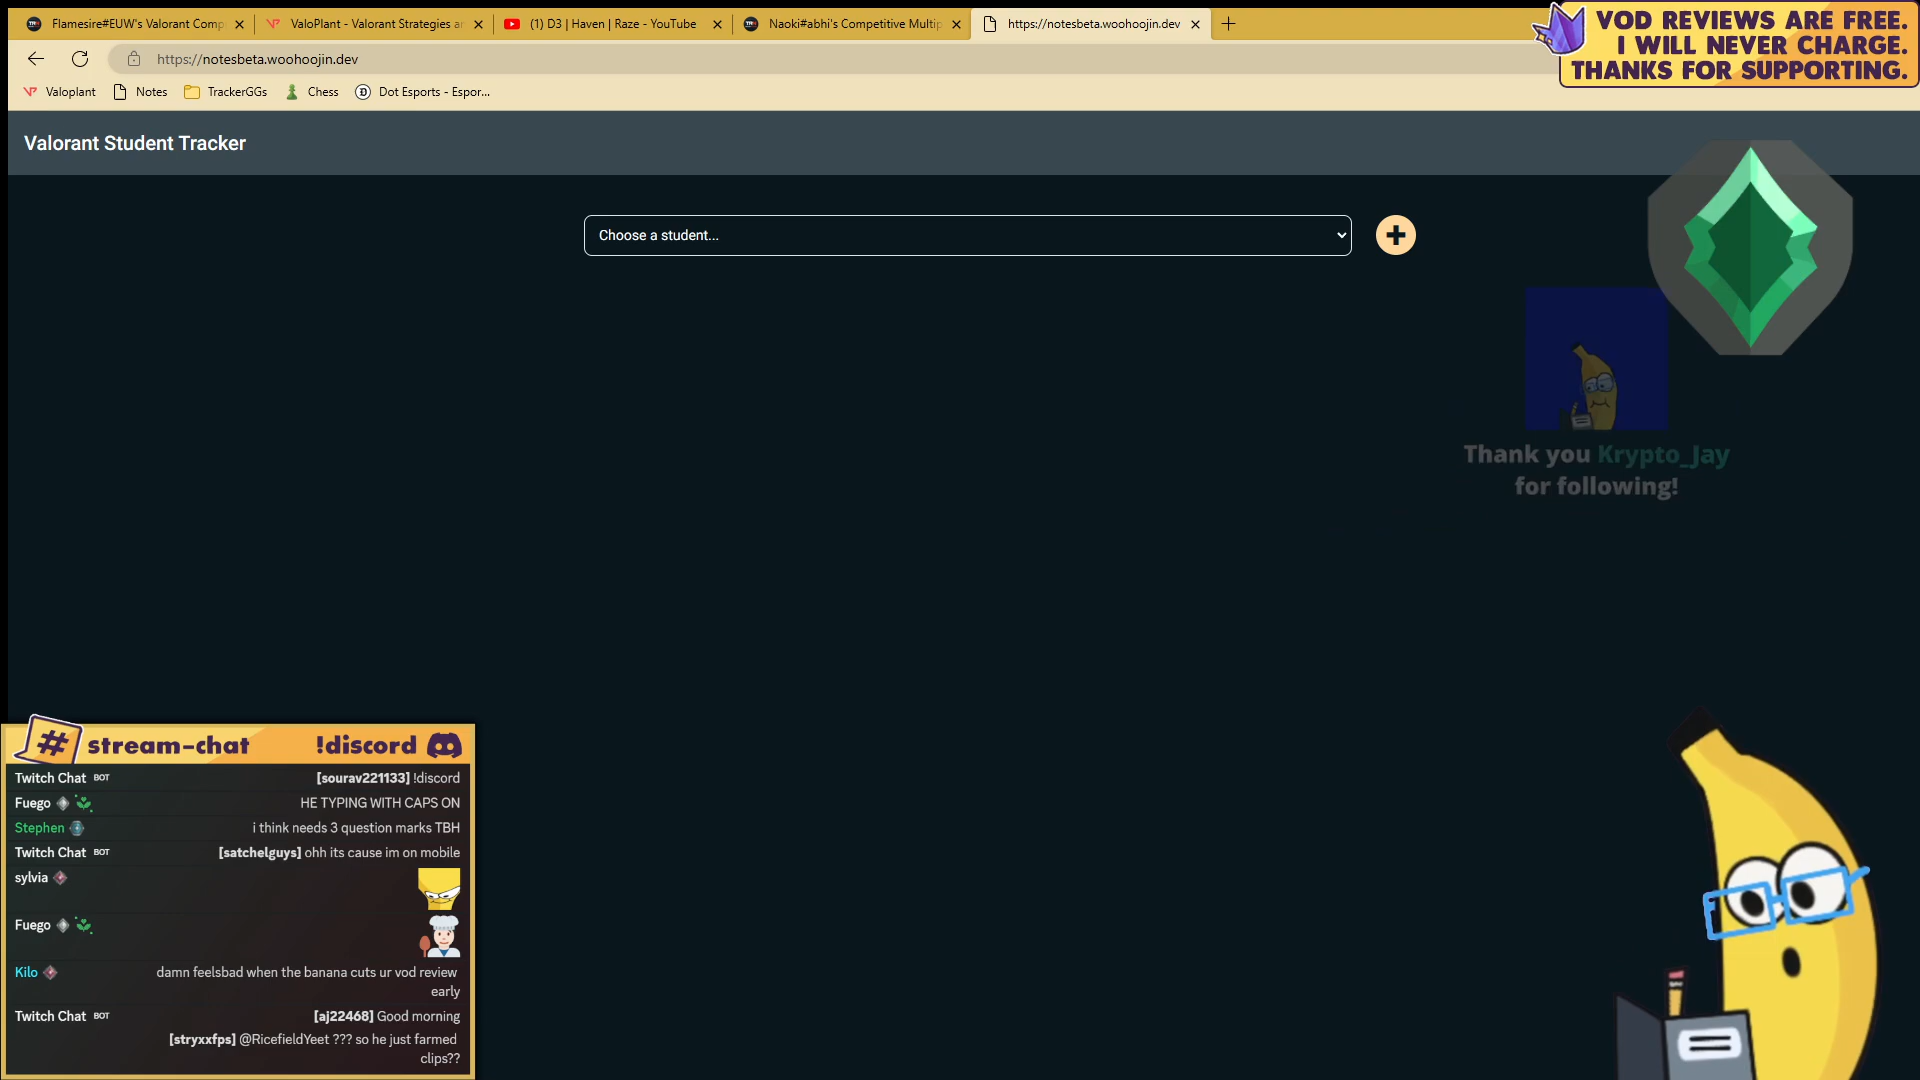 Flamesire#EUW's Valorant Comp
ValoPlant - Valorant Strategies a
(1) D3 | Haven | Raze - YouTube
Naoki#abhi's Competitive Multip
https://notesbeta.woohoojin.dev
VOD REVIEWS ARE FREE.
I WILL NEVER CHARGE.
THANKS FOR SUPPORTING.
https://notesbeta.woohoojin.dev
Valoplant
Notes
TrackerGGs
Chess
Dot Esports - Espor...
Valorant Student Tracker
Choose a student...
Thank you Krypto_Jay
for following!
# stream-chat !discord
Twitch Chat BOT [sourav221133] !discord
Fuego HE TYPING WITH CAPS ON
Stephen i think needs 3 question marks TBH
Twitch Chat BOT [satchelguys] ohh its cause im on mobile
sylvia
Fuego
Kilo damn feelsbad when the banana cuts ur vod review
early
Twitch Chat BOT [aj22468] Good morning
[stryxxfps] @RicefieldYeet ??? so he just farmed
clips??